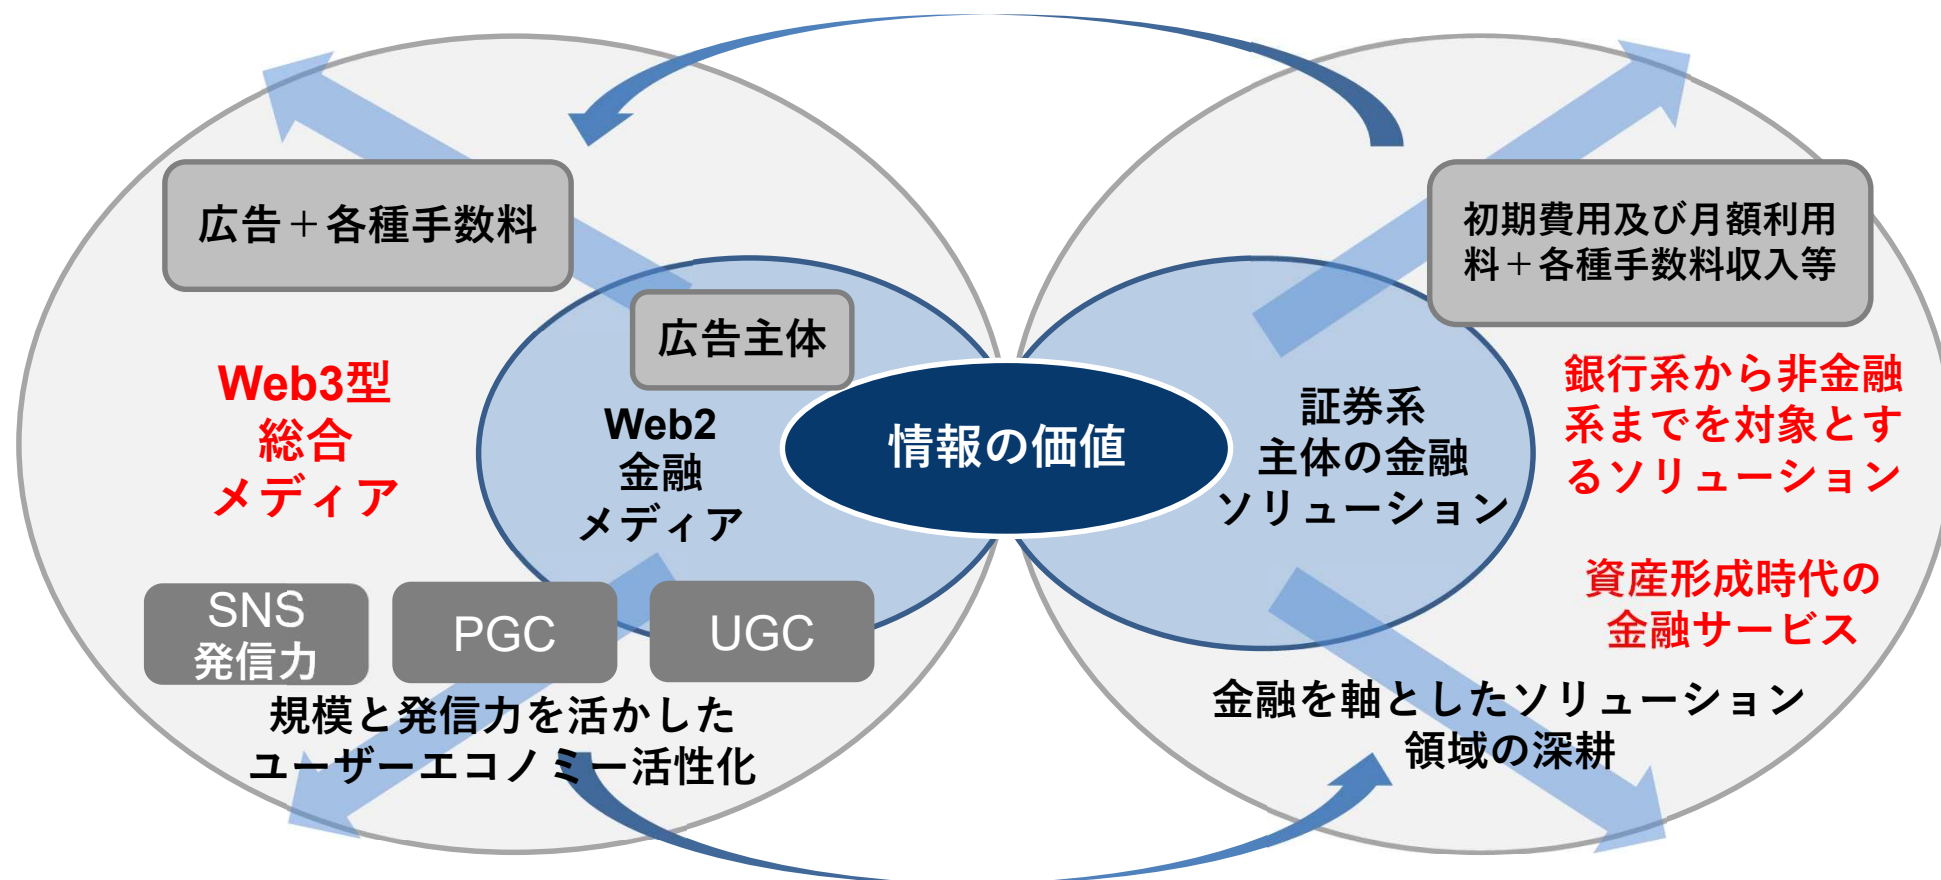 広告＋各種手数料
広告主体
Web3型
総合
メディア
Web2
金融
メディア
SNS
発信力
PGC
UGC
規模と発信力を活かした
ユーザーエコノミー活性化
情報の価値
初期費用及び月額利用
料＋各種手数料収入等
証券系
主体の金融
ソリューション
銀行系から非金融
系までを対象とす
るソリューション
資産形成時代の
金融サービス
金融を軸としたソリューション
領域の深耕